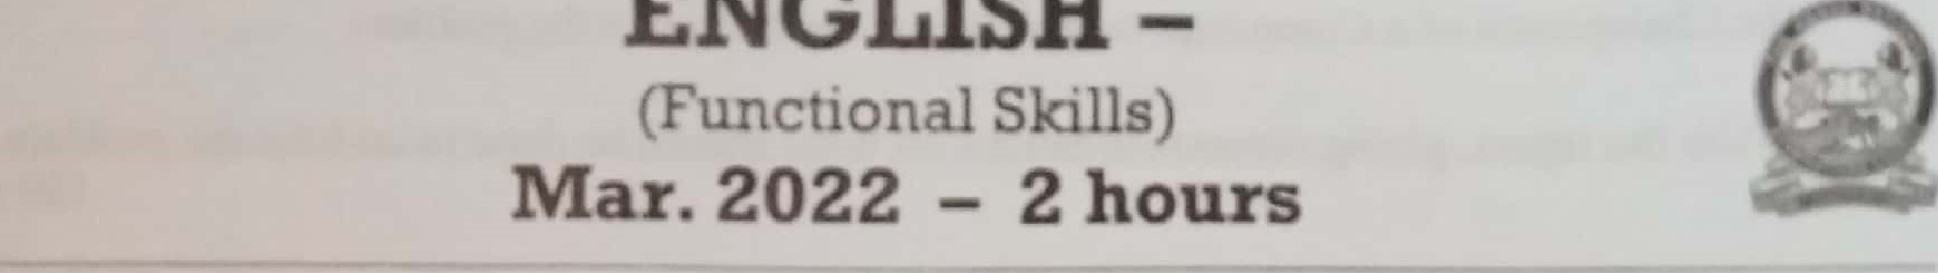 ENGLISH –
(Functional Skills)
Mar. 2022 – 2 hours